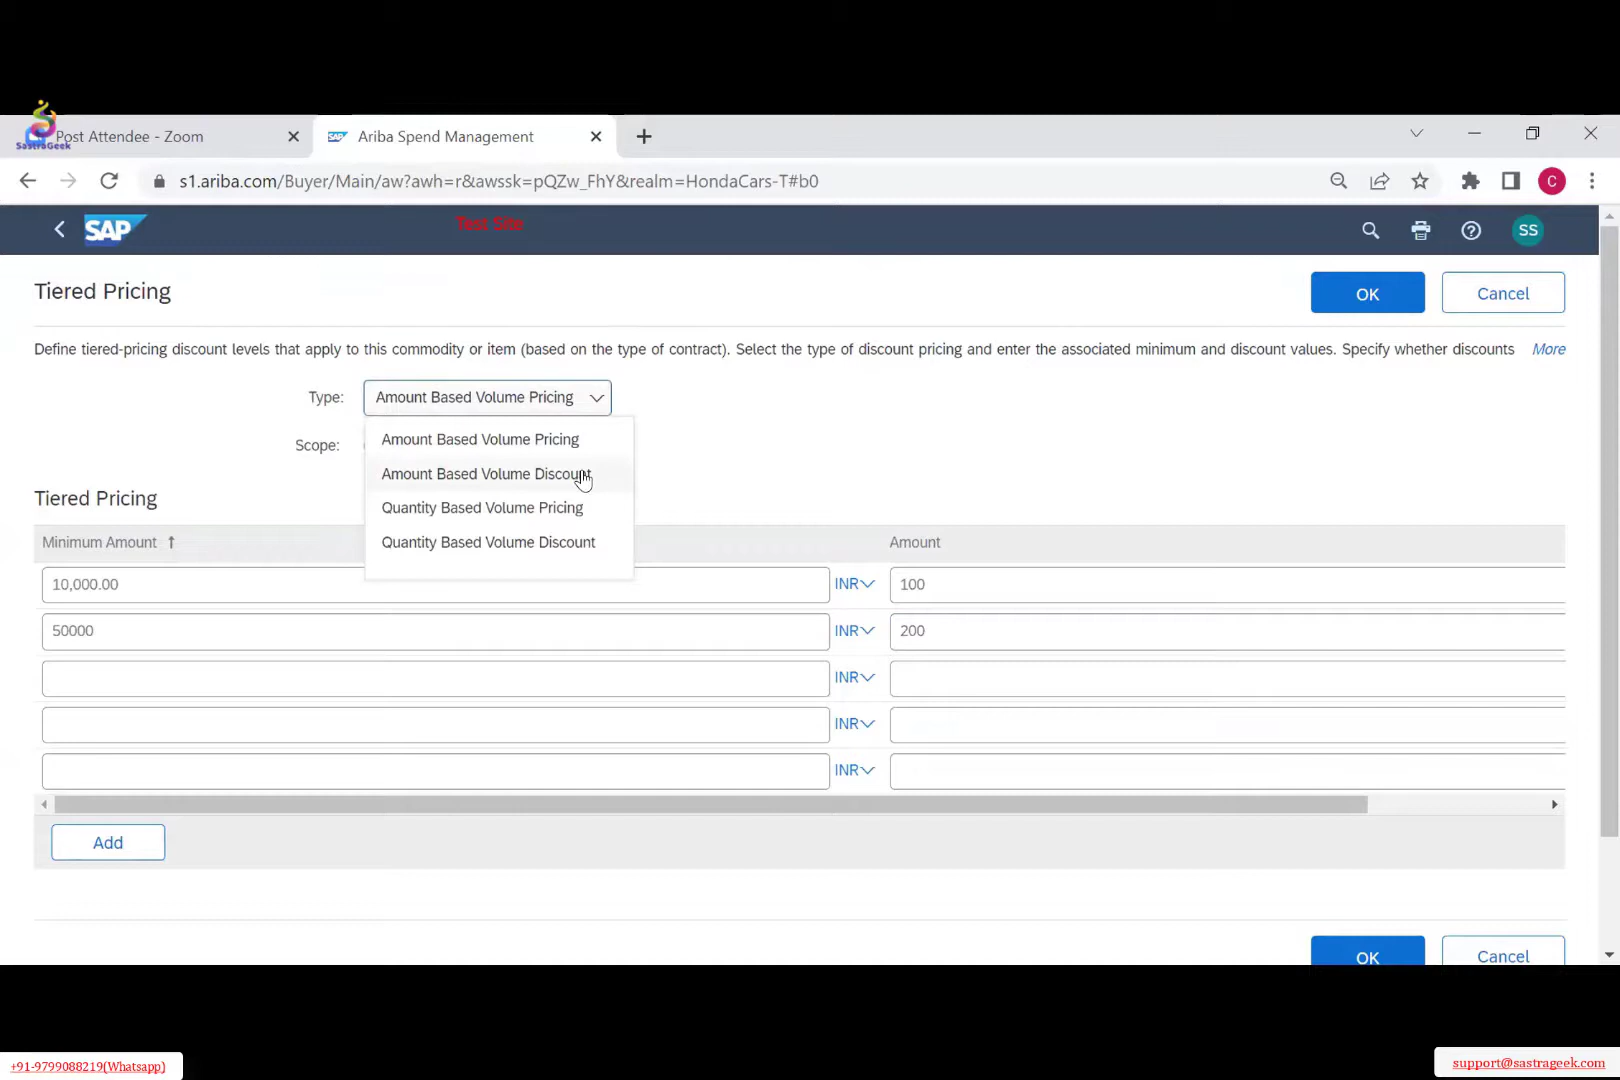 SastraGeek
Post Attendee - Zoom
SAP
Ariba Spend Management
s1.ariba.com/Buyer/Main/aw?awh=r&awssk=pQZw_FhY&realm=HondaCars-T#b0
C
SAP
Test Site
SS
Tiered Pricing
OK
Cancel
Define tiered-pricing discount levels that apply to this commodity or item (based on the type of contract). Select the type of discount pricing and enter the associated minimum and discount values. Specify whether discounts More
Type:
Amount Based Volume Pricing
Amount Based Volume Pricing
Scope:
Amount Based Volume Discount
Quantity Based Volume Pricing
Quantity Based Volume Discount
Tiered Pricing
Minimum Amount ↑
Amount
10,000.00 INR 100
50000 INR 200
INR
INR
INR
Add
OK
Cancel
+91-9799088219(Whatsapp)
support@sastrageek.com